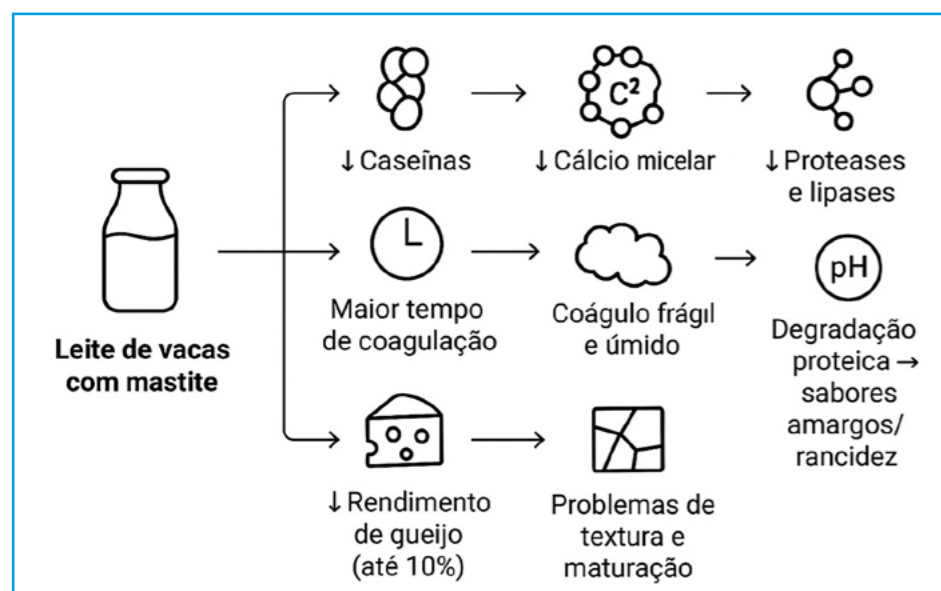 Leite de vacas
com mastite
↓ Caseínas
↓ Cálcio micelar
↓ Proteases
e lipases
C²
Maior tempo
de coagulação
Coágulo frágil
e úmido
pH
Degradação
proteica →
sabores
amargos/
rancidez
↓ Rendimento
de gueijo
(até 10%)
Problemas de
textura e
maturação